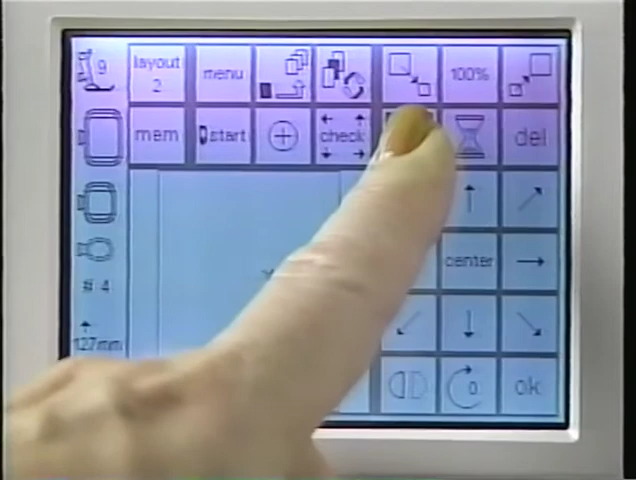 9
layout
2
menu
100%
mem
start
check
del
center
# 4
127mm
ok